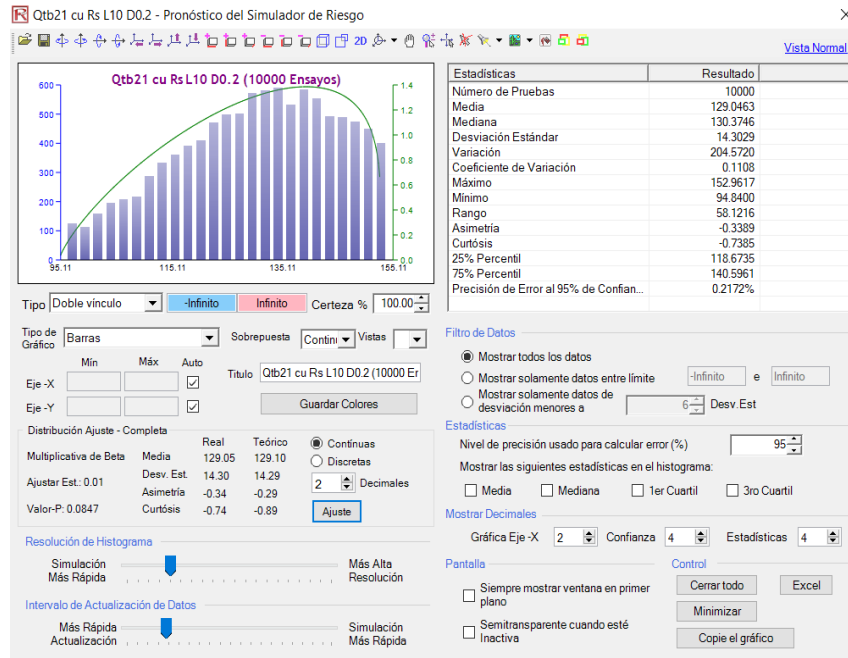 Qtb21 cu Rs L10 D0.2 - Pronóstico del Simulador de Riesgo
2D
Vista Normal
Qtb21 cu Rs L10 D0.2 (10000 Ensayos)
600
500
400
300
200
100
0
1.4
1.2
1.0
0.8
0.6
0.4
0.2
0.0
95.11 115.11 135.11 155.11
Estadísticas Resultado
Número de Pruebas 10000
Media 129.0463
Mediana 130.3746
Desviación Estándar 14.3029
Variación 204.5720
Coeficiente de Variación 0.1108
Máximo 152.9617
Mínimo 94.8400
Rango 58.1216
Asimetría -0.3389
Curtósis -0.7385
25% Percentil 118.6735
75% Percentil 140.5961
Precisión de Error al 95% de Confian... 0.2172%
Tipo Doble vínculo -Infinito Infinito Certeza % 100.00
Tipo de Gráfico Barras Sobrepuesta Continu Vistas
Mín Máx Auto
Titulo Qtb21 cu Rs L10 D0.2 (10000 Er
Eje -X
Eje -Y
Guardar Colores
Distribución Ajuste - Completa
Real Teórico
Multiplicativa de Beta Media 129.05 129.10
Desv. Est. 14.30 14.29
Ajustar Est.: 0.01
Asimetría -0.34 -0.29
Valor-P: 0.0847 Curtósis -0.74 -0.89
Contínuas
Discretas
2 Decimales
Ajuste
Resolución de Histograma
Simulación Más Rápida
Más Alta Resolución
Intervalo de Actualización de Datos
Más Rápida Actualización
Simulación Más Rápida
Filtro de Datos
Mostrar todos los datos
Mostrar solamente datos entre límite -Infinito e Infinito
Mostrar solamente datos de desviación menores a 6 Desv.Est
Estadísticas
Nivel de precisión usado para calcular error (%) 95
Mostrar las siguientes estadísticas en el histograma:
Media Mediana 1er Cuartil 3ro Cuartil
Mostrar Decimales
Gráfica Eje -X 2 Confianza 4 Estadísticas 4
Pantalla
Siempre mostrar ventana en primer plano
Semitransparente cuando esté Inactiva
Control
Cerrar todo Excel
Minimizar
Copie el gráfico